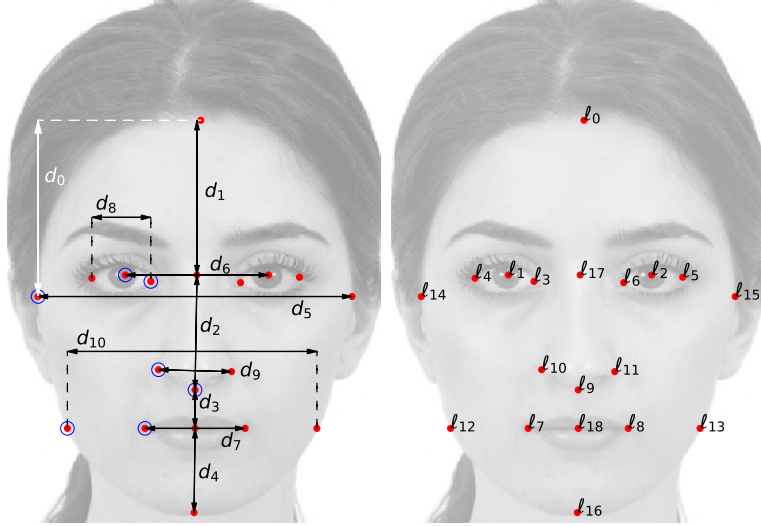 d₀
d₁
d₈
d₆
d₅
d₂
d₁₀
d₉
d₃
d₇
d₄
ℓ₀
ℓ₄
ℓ₁
ℓ₃
ℓ₁₇
ℓ₆
ℓ₂
ℓ₅
ℓ₁₄
ℓ₁₅
ℓ₁₀
ℓ₁₁
ℓ₉
ℓ₁₂
ℓ₇
ℓ₁₈
ℓ₈
ℓ₁₃
ℓ₁₆